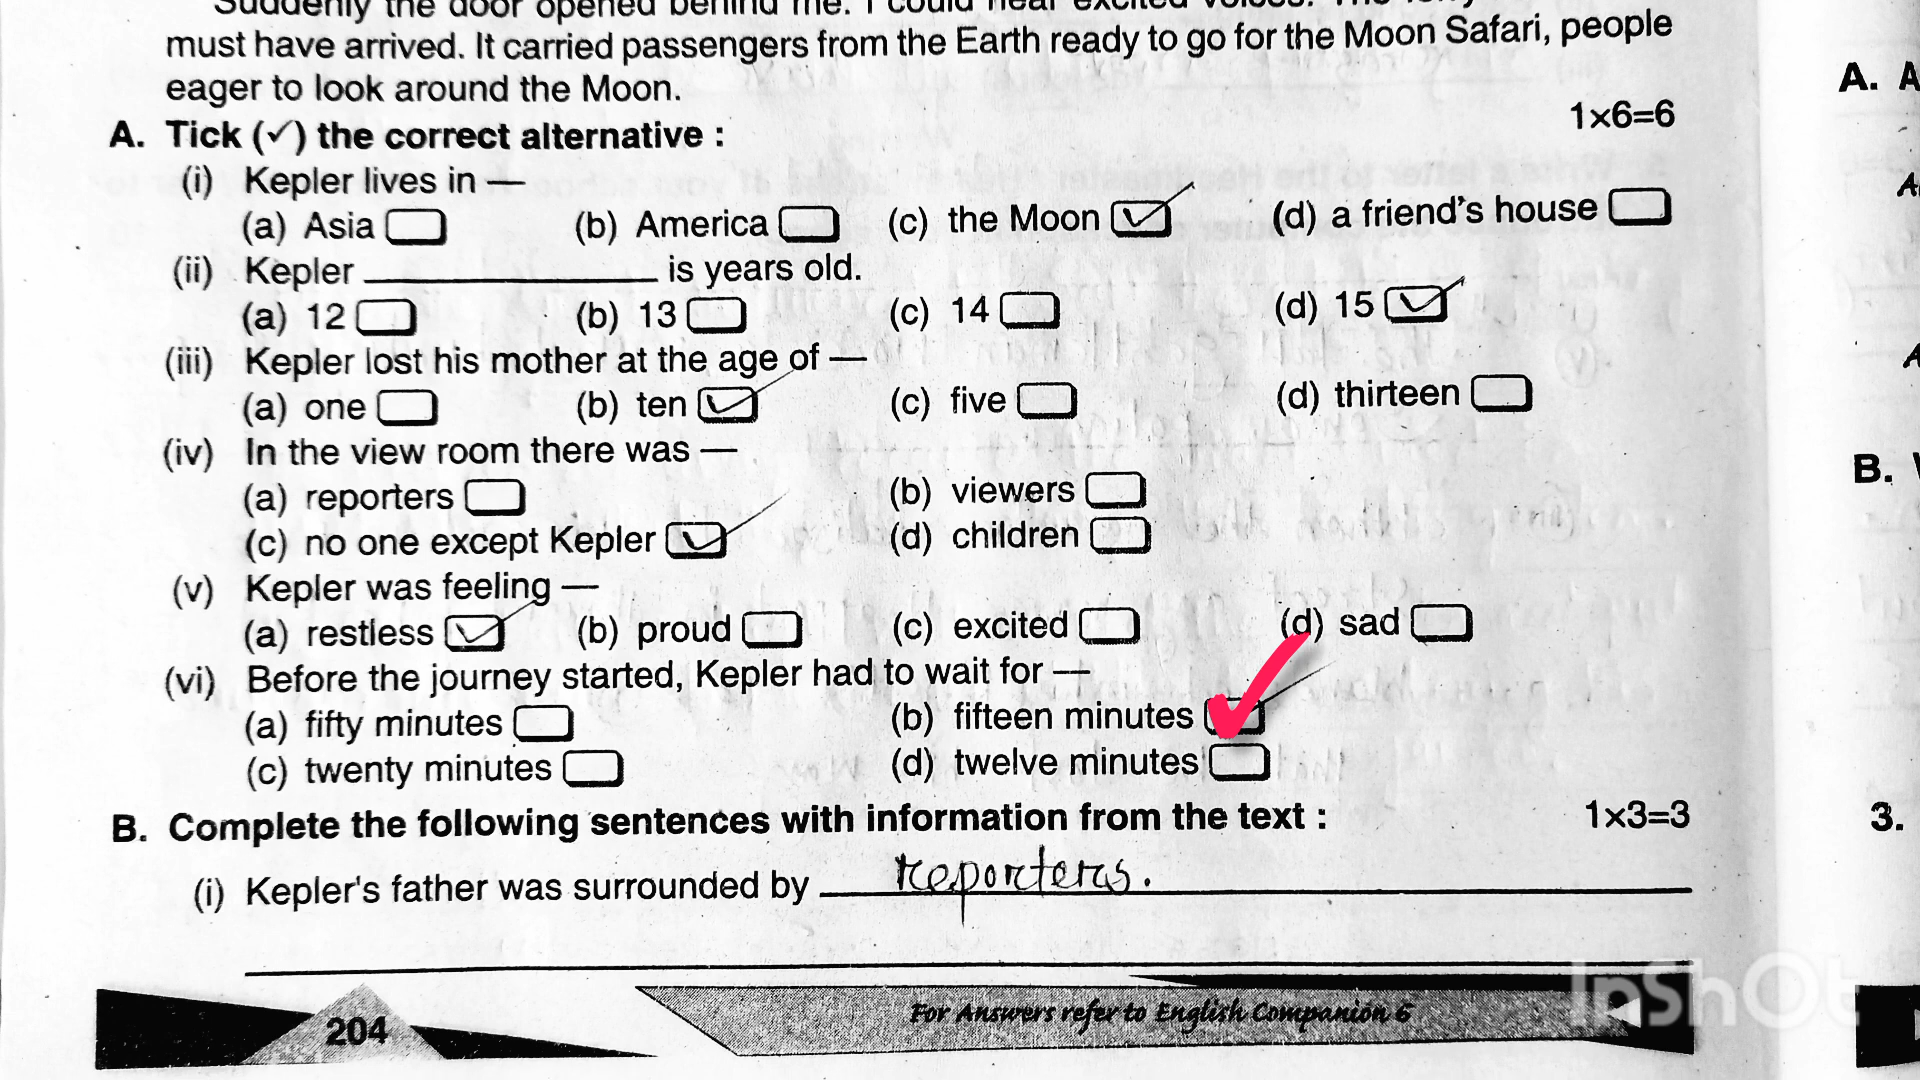 must have arrived. It carried passengers from the Earth ready to go for the Moon Safari, people
eager to look around the Moon.
A. Tick (✓) the correct alternative : 1×6=6
(i) Kepler lives in —
(a) Asia (b) America (c) the Moon ✓ (d) a friend's house
(ii) Kepler ____________ is years old.
(a) 12 (b) 13 (c) 14 (d) 15 ✓
(iii) Kepler lost his mother at the age of —
(a) one (b) ten ✓ (c) five (d) thirteen
(iv) In the view room there was —
(a) reporters (b) viewers
(c) no one except Kepler ✓ (d) children
(v) Kepler was feeling —
(a) restless ✓ (b) proud (c) excited (d) sad
(vi) Before the journey started, Kepler had to wait for —
(a) fifty minutes (b) fifteen minutes ✓
(c) twenty minutes (d) twelve minutes
B. Complete the following sentences with information from the text : 1×3=3
(i) Kepler's father was surrounded by reporters.
204
For Answers refer to English Companion 6
InShOt
A. A
B.
3.